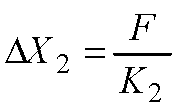 ΔX₂ = F / K₂